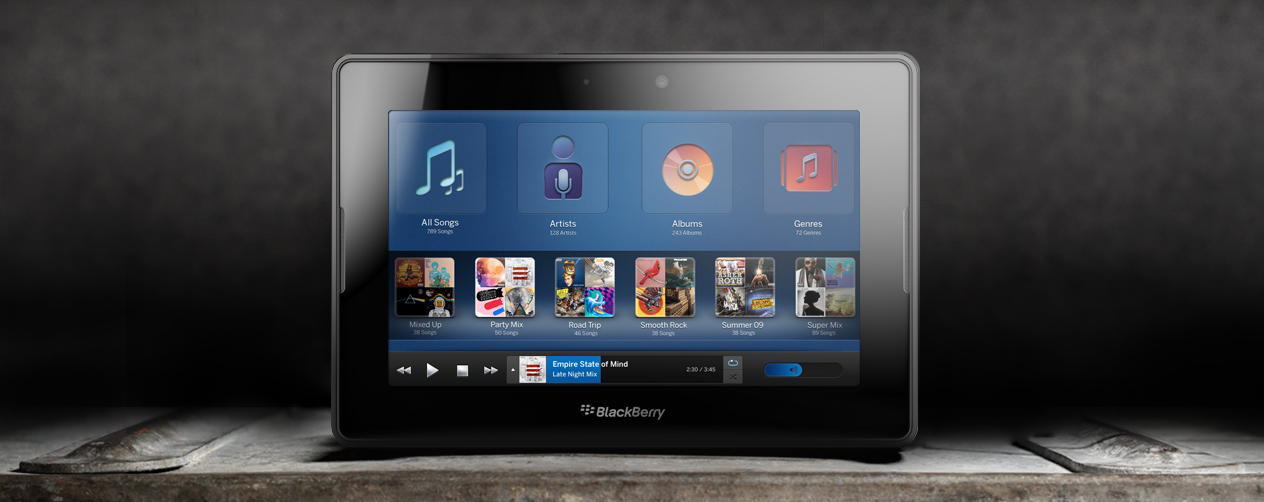 All Songs
789 Songs
Artists
128 Artists
Albums
243 Albums
Genres
72 Genres
ASHER
ROTH
Mixed Up
38 Songs
Party Mix
50 Songs
Road Trip
46 Songs
Smooth Rock
38 Songs
Summer 09
38 Songs
Super Mix
89 Songs
Empire State of Mind
Late Night Mix
2:30 / 3:45
BlackBerry